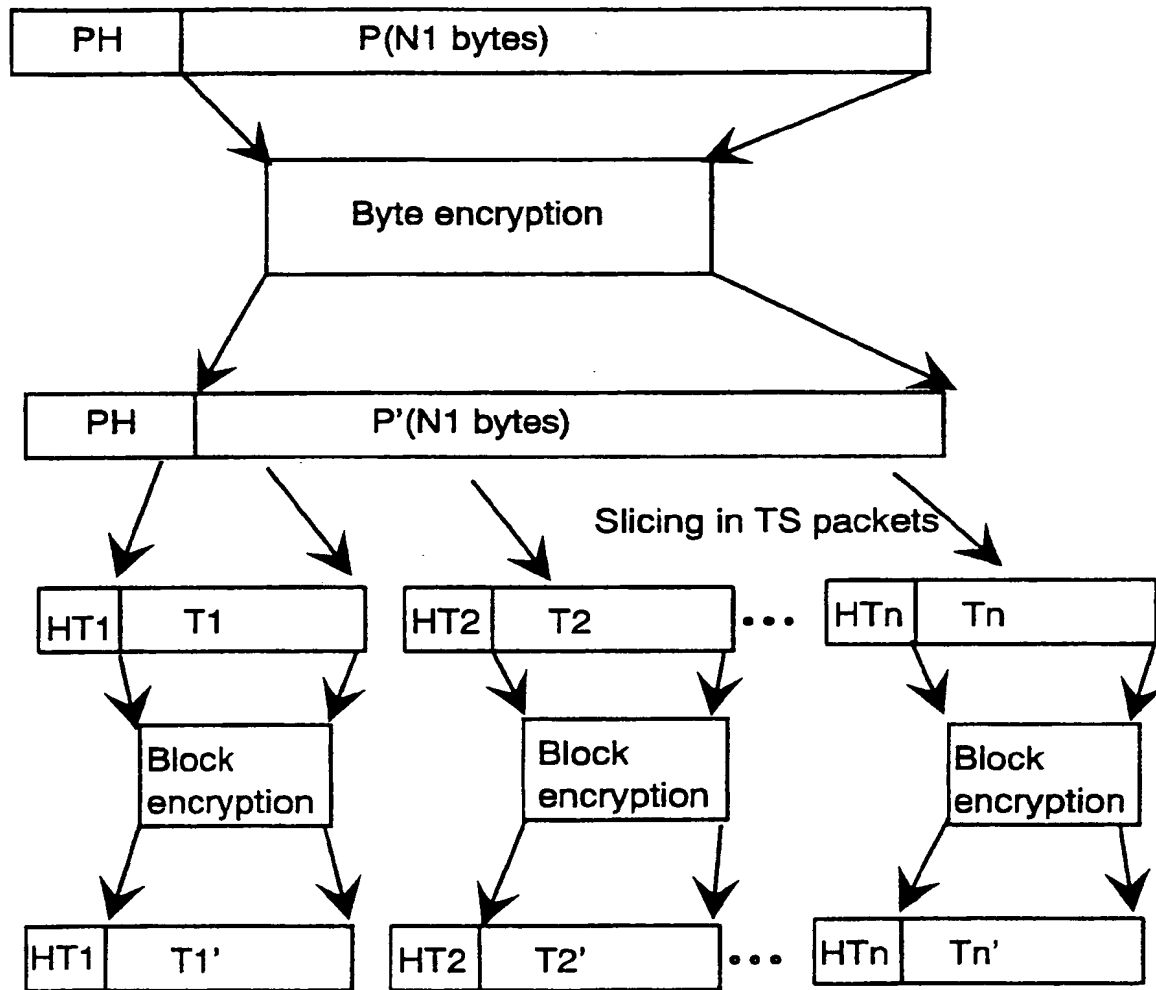 PH P(N1 bytes)
Byte encryption
PH P'(N1 bytes)
Slicing in TS packets
HT1 T1 HT2 T2 ... HTn Tn
Block encryption
Block encryption
Block encryption
HT1 T1' HT2 T2' ... HTn Tn'